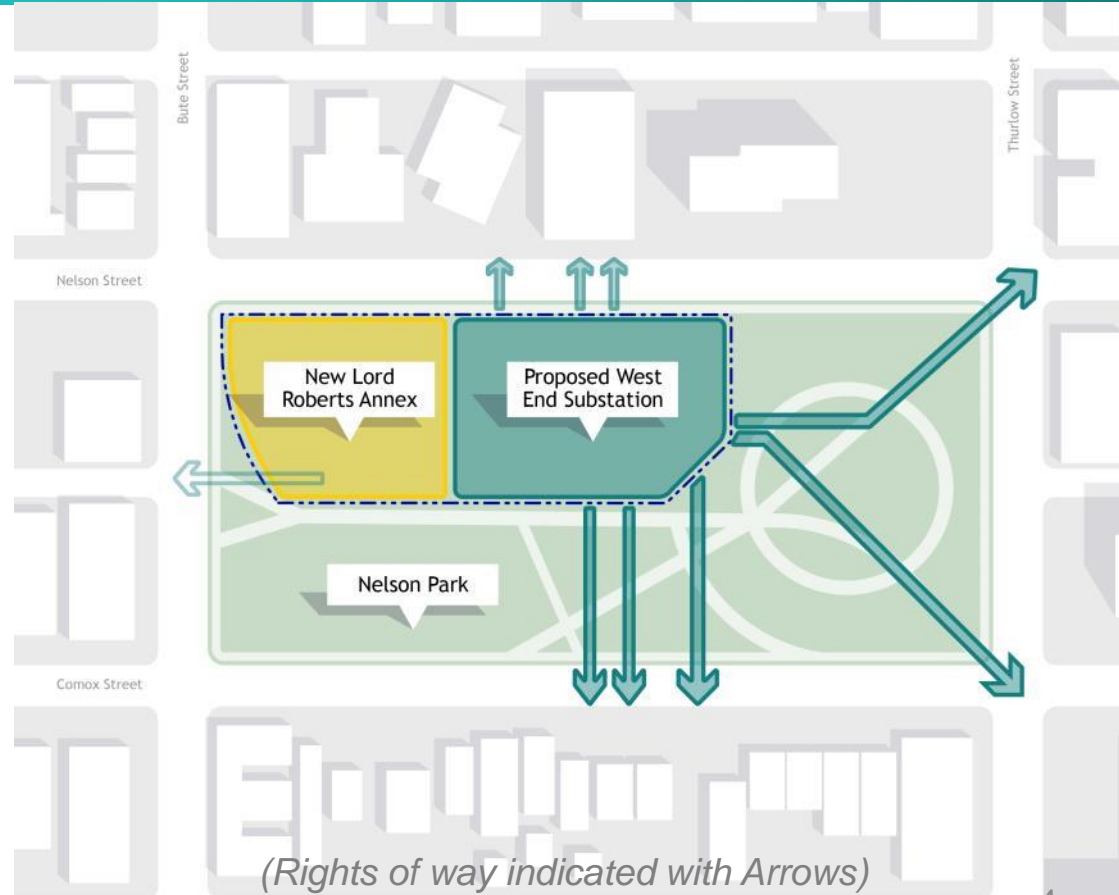 Bute Street
Thurlow Street
Nelson Street
New Lord
Roberts Annex
Proposed West
End Substation
Nelson Park
Comox Street
(Rights of way indicated with Arrows)